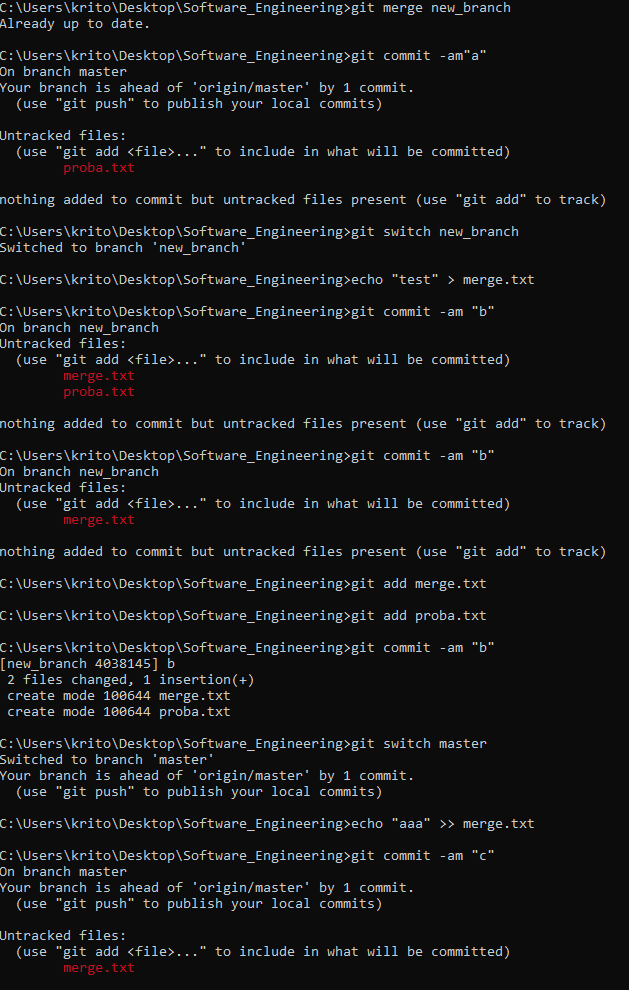 C:\Users\krito\Desktop\Software_Engineering>git merge new_branch
Already up to date.
C:\Users\krito\Desktop\Software_Engineering>git commit -am"a"
On branch master
Your branch is ahead of 'origin/master' by 1 commit.
  (use "git push" to publish your local commits)
Untracked files:
  (use "git add <file>..." to include in what will be committed)
        proba.txt
nothing added to commit but untracked files present (use "git add" to track)
C:\Users\krito\Desktop\Software_Engineering>git switch new_branch
Switched to branch 'new_branch'
C:\Users\krito\Desktop\Software_Engineering>echo "test" > merge.txt
C:\Users\krito\Desktop\Software_Engineering>git commit -am "b"
On branch new_branch
Untracked files:
  (use "git add <file>..." to include in what will be committed)
        merge.txt
        proba.txt
nothing added to commit but untracked files present (use "git add" to track)
C:\Users\krito\Desktop\Software_Engineering>git commit -am "b"
On branch new_branch
Untracked files:
  (use "git add <file>..." to include in what will be committed)
        merge.txt
nothing added to commit but untracked files present (use "git add" to track)
C:\Users\krito\Desktop\Software_Engineering>git add merge.txt
C:\Users\krito\Desktop\Software_Engineering>git add proba.txt
C:\Users\krito\Desktop\Software_Engineering>git commit -am "b"
[new_branch 4038145] b
 2 files changed, 1 insertion(+)
 create mode 100644 merge.txt
 create mode 100644 proba.txt
C:\Users\krito\Desktop\Software_Engineering>git switch master
Switched to branch 'master'
Your branch is ahead of 'origin/master' by 1 commit.
  (use "git push" to publish your local commits)
C:\Users\krito\Desktop\Software_Engineering>echo "aaa" >> merge.txt
C:\Users\krito\Desktop\Software_Engineering>git commit -am "c"
On branch master
Your branch is ahead of 'origin/master' by 1 commit.
  (use "git push" to publish your local commits)
Untracked files:
  (use "git add <file>..." to include in what will be committed)
        merge.txt